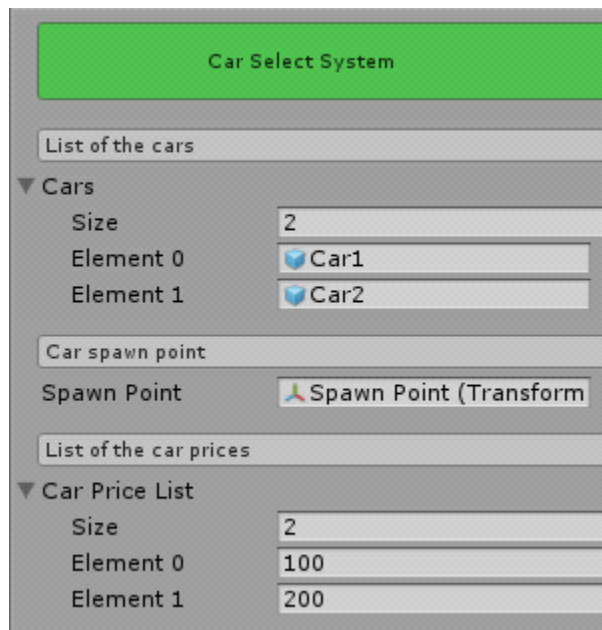 Car Select System
List of the cars
Cars
Size 2
Element 0 Car1
Element 1 Car2
Car spawn point
Spawn Point Spawn Point (Transform
List of the car prices
Car Price List
Size 2
Element 0 100
Element 1 200